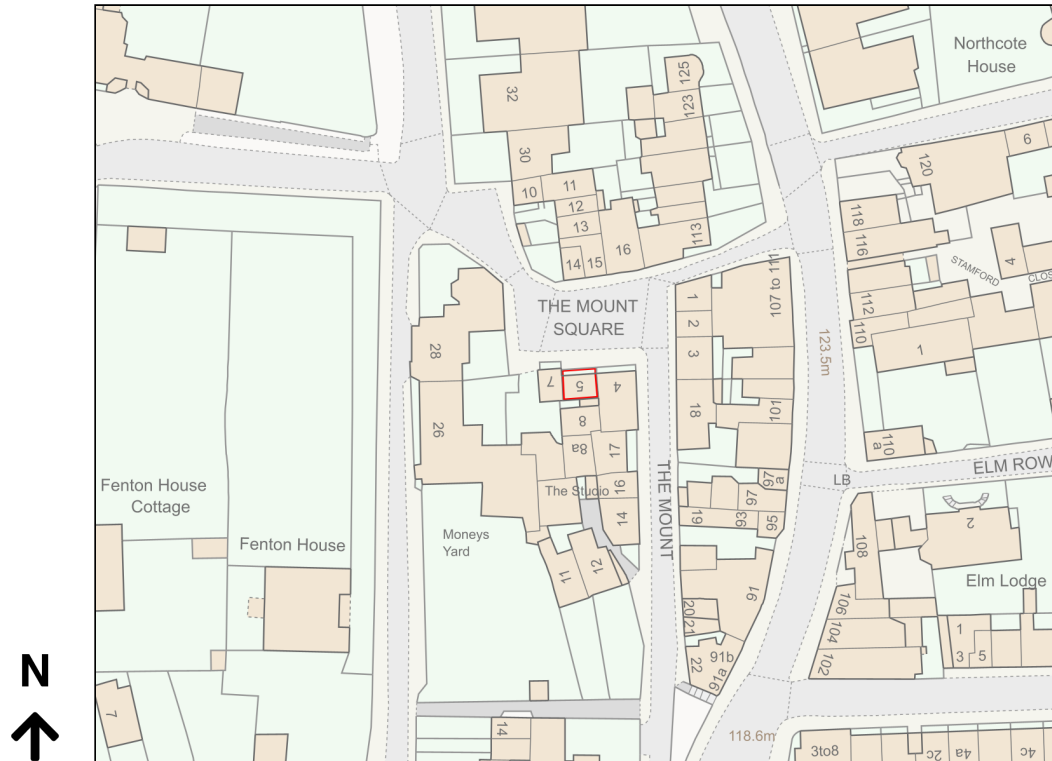 Northcote
House
125
123
32
30
10
11
12
13
14
15
16
113
6
120
118
116
4
STAMFORD
CLOS
112
110
1
THE MOUNT
SQUARE
1
2
3
107 to 111
123.5m
28
7
5
4
18
101
26
8
8a
17
110
a
Fenton House
Cottage
The Studio
16
14
THE MOUNT
97
a
97
LB
ELM ROW
19
93
95
2
Moneys
Yard
Fenton House
11
12
108
Elm Lodge
91
20/21
106
104
102
1
3
5
22
91b
91
a
N
7
14
118.6m
3to8
2c
4a
4c